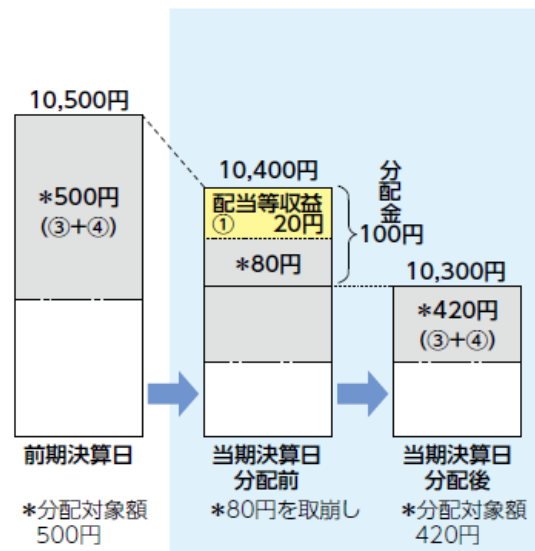 10,500円
*500円
(③+④)
前期決算日
*分配対象額
500円
10,400円
配当等収益
① 20円
*80円
分配金
100円
当期決算日
分配前
*80円を取崩し
10,300円
*420円
(③+④)
当期決算日
分配後
*分配対象額
420円